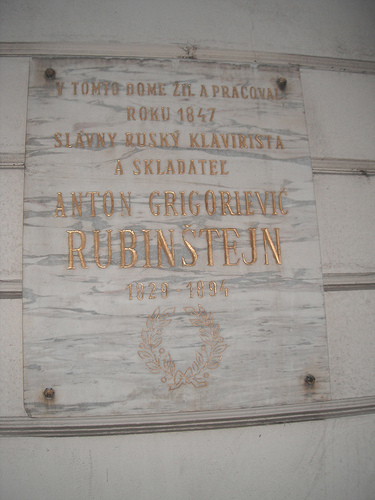 V TOMTO DOME ŽIL A PRACOVAL
ROKU 1847
SLÁVNY RUSKÝ KLAVIRISTA
A SKLADATEĽ
ANTON GRIGORIEVIČ
RUBINŠTEJN
1829-1894